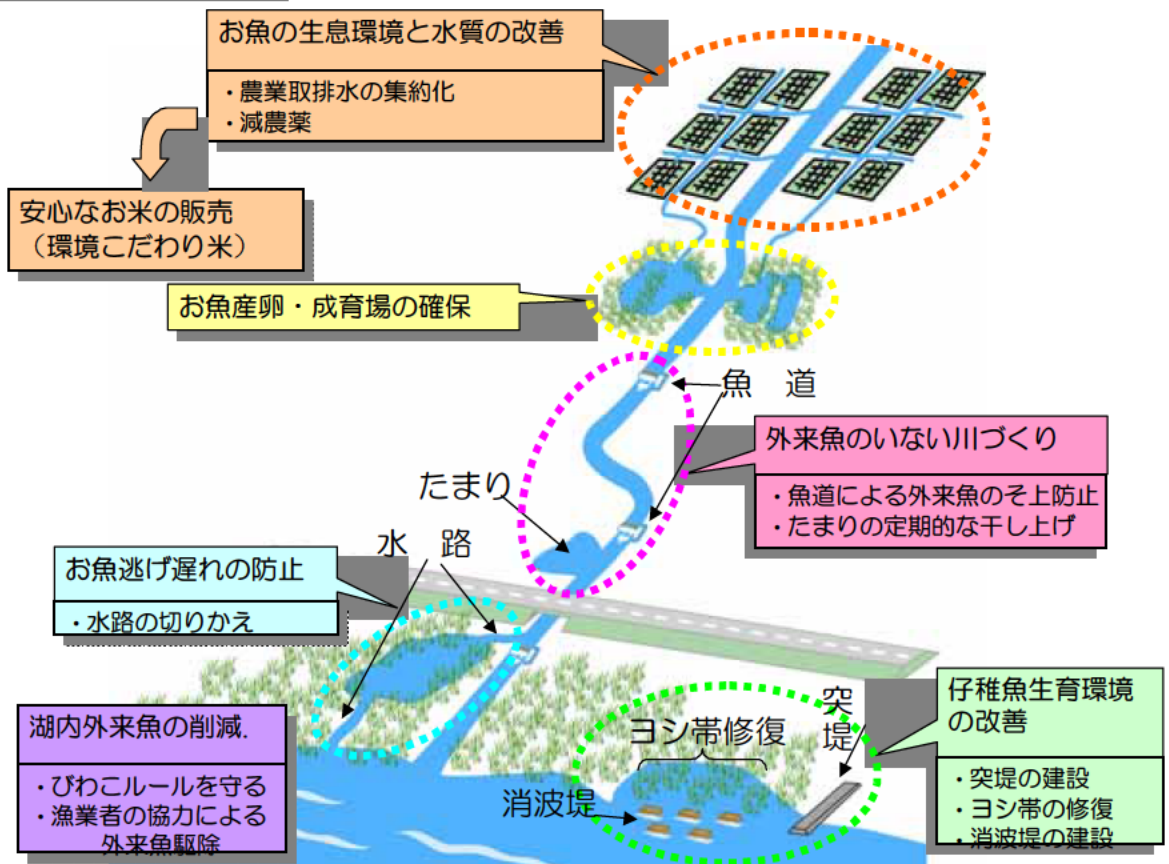 お魚の生息環境と水質の改善
・農業取排水の集約化
・減農薬
安心なお米の販売
（環境こだわり米）
お魚産卵・成育場の確保
魚　道
外来魚のいない川づくり
・魚道による外来魚のそ上防止
・たまりの定期的な干し上げ
たまり
水　路
お魚逃げ遅れの防止
・水路の切りかえ
仔稚魚生育環境
の改善
・突堤の建設
・ヨシ帯の修復
・消波堤の建設
突堤
ヨシ帯修復
消波堤
湖内外来魚の削減.
・びわこルールを守る
・漁業者の協力による
外来魚駆除